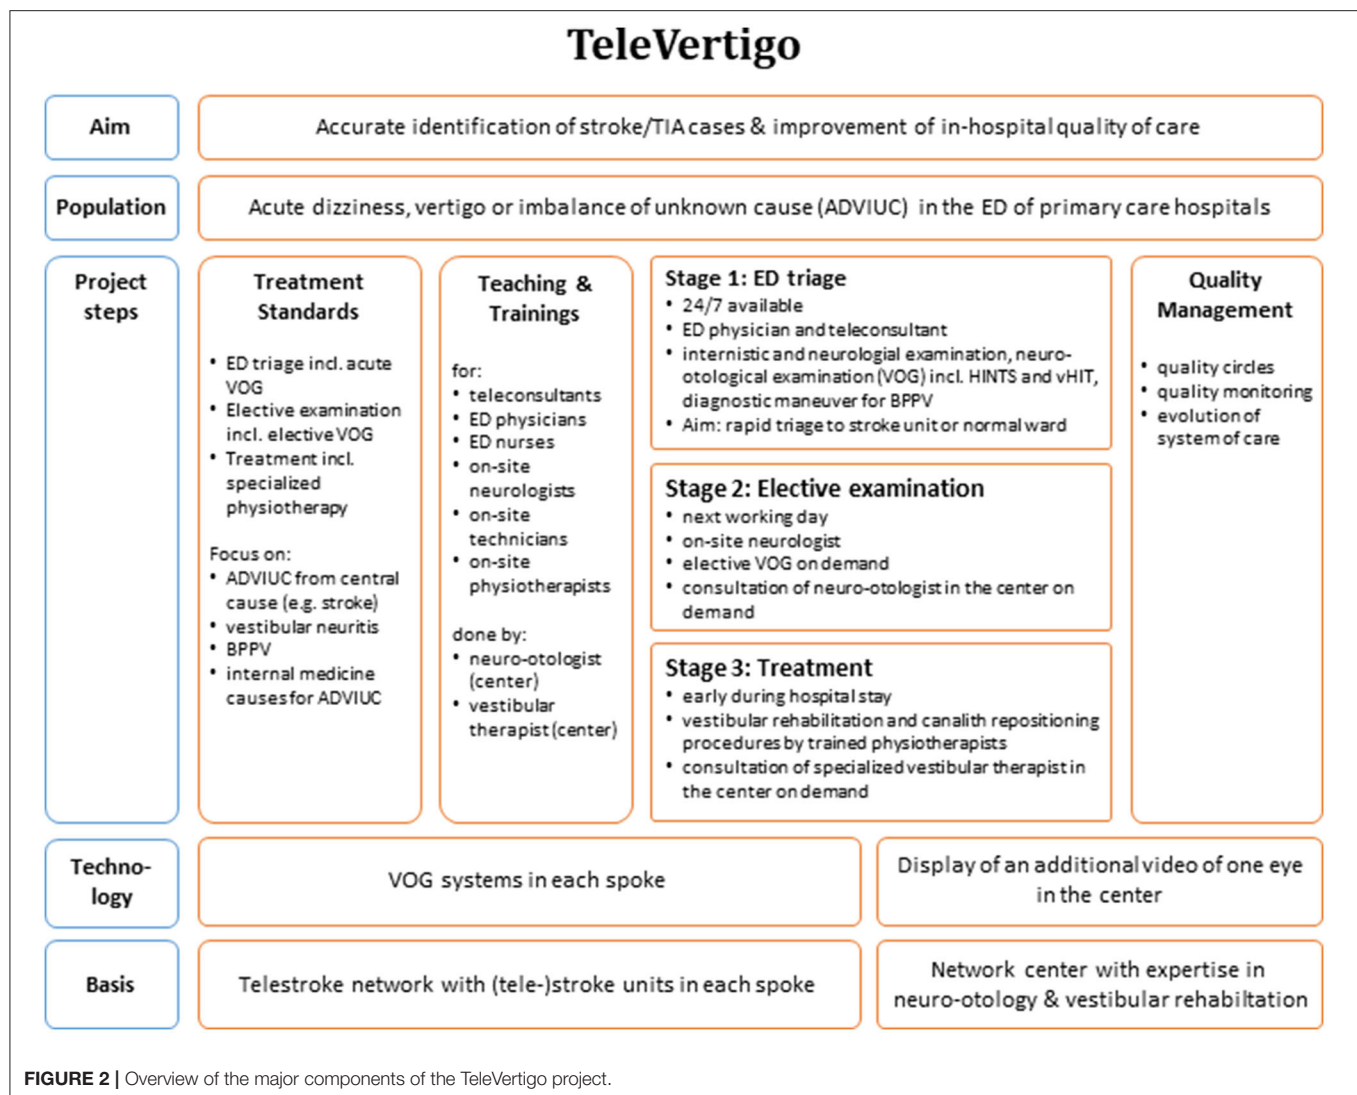 TeleVertigo
Aim
Accurate identification of stroke/TIA cases & improvement of in-hospital quality of care
Population
Acute dizziness, vertigo or imbalance of unknown cause (ADVIUC) in the ED of primary care hospitals
Project
steps
Treatment
Standards
• ED triage incl. acute
VOG
• Elective examination
incl. elective VOG
• Treatment incl.
specialized
physiotherapy
Focus on:
• ADVIUC from central
cause (e.g. stroke)
• vestibular neuritis
• BPPV
• internal medicine
causes for ADVIUC
Teaching &
Trainings
for:
• teleconsultants
• ED physicians
• ED nurses
• on-site
neurologists
• on-site
technicians
• on-site
physiotherapists
done by:
• neuro-otologist
(center)
• vestibular
therapist (center)
Stage 1: ED triage
• 24/7 available
• ED physician and teleconsultant
• internistic and neurologial examination, neuro-
otological examination (VOG) incl. HINTS and vHIT,
diagnostic maneuver for BPPV
• Aim: rapid triage to stroke unit or normal ward
Stage 2: Elective examination
• next working day
• on-site neurologist
• elective VOG on demand
• consultation of neuro-otologist in the center on
demand
Stage 3: Treatment
• early during hospital stay
• vestibular rehabilitation and canalith repositioning
procedures by trained physiotherapists
• consultation of specialized vestibular therapist in
the center on demand
Quality
Management
• quality circles
• quality monitoring
• evolution of
system of care
Techno-
logy
VOG systems in each spoke
Display of an additional video of one eye
in the center
Basis
Telestroke network with (tele-)stroke units in each spoke
Network center with expertise in
neuro-otology & vestibular rehabiltation
FIGURE 2 | Overview of the major components of the TeleVertigo project.